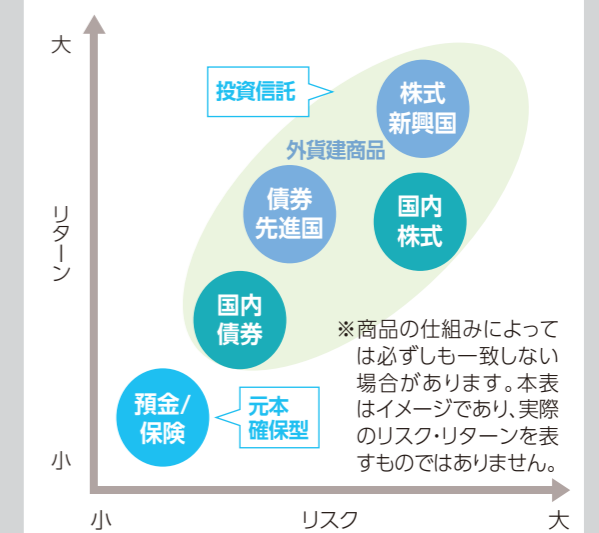 大
投資信託
株式
新興国
外貨建商品
債券
先進国
国内
株式
リターン
国内
債券
※商品の仕組みによって
は必ずしも一致しない
場合があります。本表
はイメージであり、実際
のリスク・リターンを表
すものではありません。
預金/
保険
元本
確保型
小
小
リスク
大